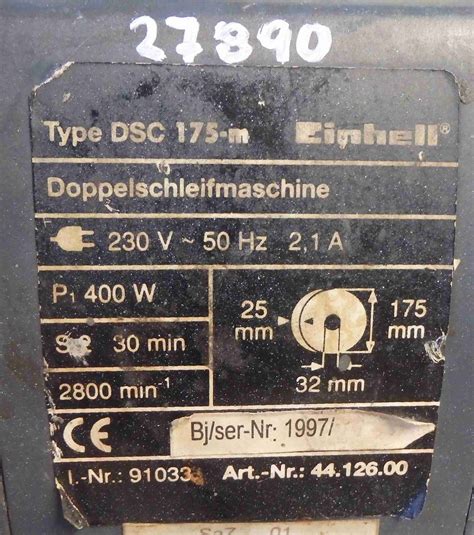 27890
Type DSC 175-m Einhell®
Doppelschleifmaschine
230 V ~ 50 Hz 2,1 A
P₁ 400 W
25 mm
175 mm
32 mm
S2 30 min
2800 min⁻¹
CE
Bj/ser-Nr: 1997/
I.-Nr.: 91033
Art.-Nr.: 44.126.00
01